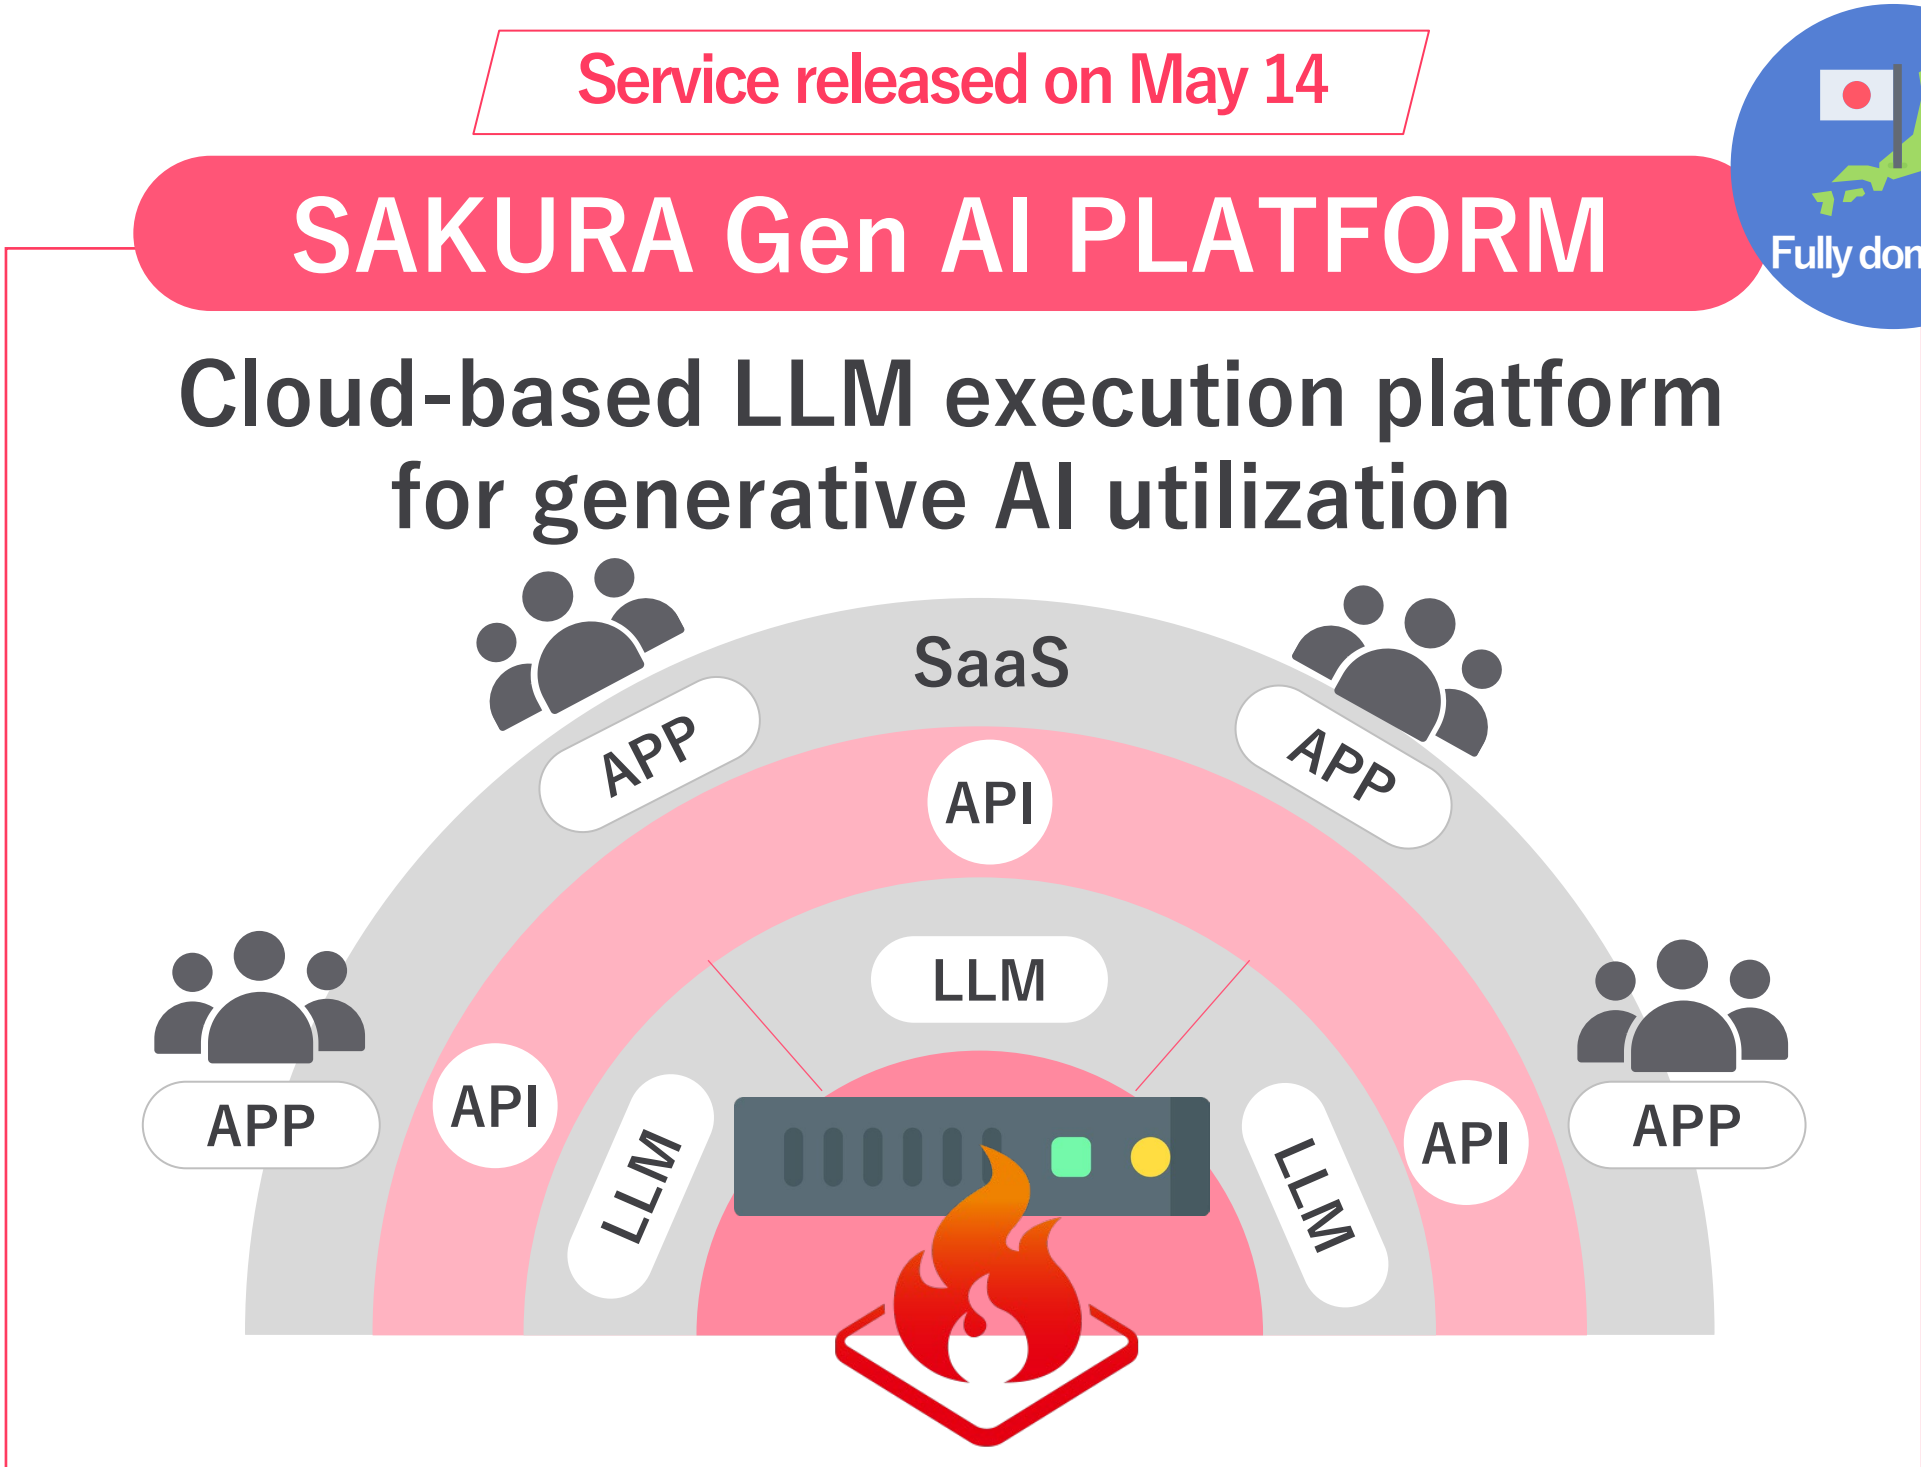 Service released on May 14
SAKURA Gen AI PLATFORM
Fully
Cloud-based LLM execution platform
for generative AI utilization
SaaS
APP
APP
API
LLM
APP
API
LLM
LLM
API
APP